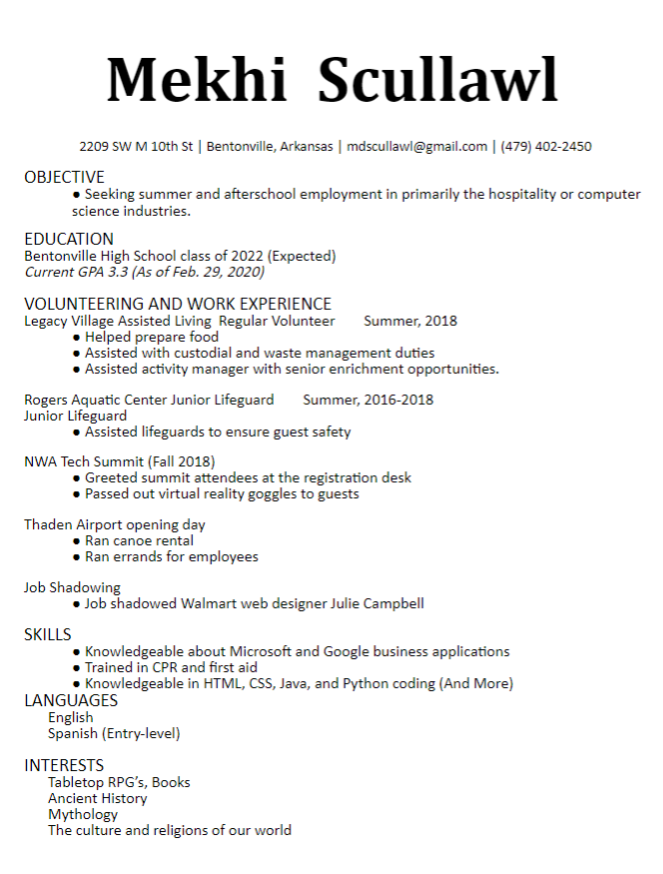 Mekhi Scullawl
2209 SW M 10th St | Bentonville, Arkansas | mdscullawl@gmail.com | (479) 402-2450
OBJECTIVE
● Seeking summer and afterschool employment in primarily the hospitality or computer
science industries.
EDUCATION
Bentonville High School class of 2022 (Expected)
Current GPA 3.3 (As of Feb. 29, 2020)
VOLUNTEERING AND WORK EXPERIENCE
Legacy Village Assisted Living Regular Volunteer Summer, 2018
● Helped prepare food
● Assisted with custodial and waste management duties
● Assisted activity manager with senior enrichment opportunities.
Rogers Aquatic Center Junior Lifeguard Summer, 2016-2018
Junior Lifeguard
● Assisted lifeguards to ensure guest safety
NWA Tech Summit (Fall 2018)
● Greeted summit attendees at the registration desk
● Passed out virtual reality goggles to guests
Thaden Airport opening day
● Ran canoe rental
● Ran errands for employees
Job Shadowing
● Job shadowed Walmart web designer Julie Campbell
SKILLS
● Knowledgeable about Microsoft and Google business applications
● Trained in CPR and first aid
● Knowledgeable in HTML, CSS, Java, and Python coding (And More)
LANGUAGES
English
Spanish (Entry-level)
INTERESTS
Tabletop RPG's, Books
Ancient History
Mythology
The culture and religions of our world